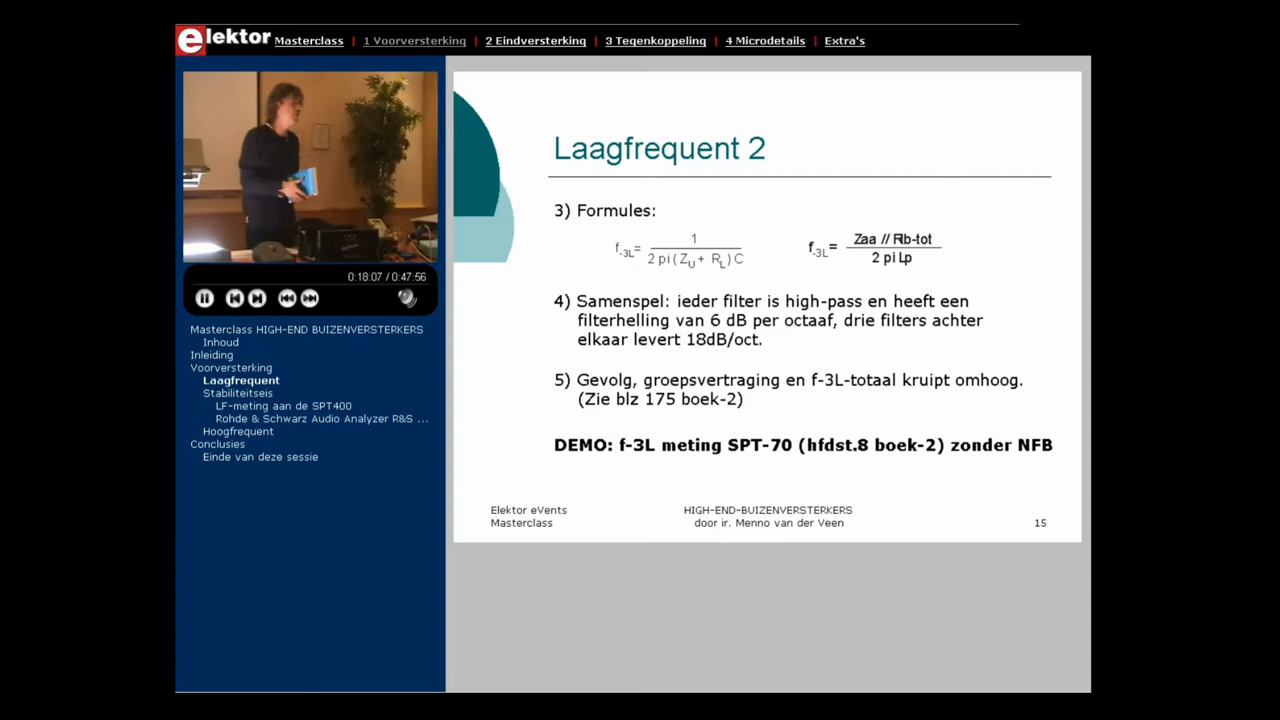 elektor Masterclass | 1 Voorversterking | 2 Eindversterking | 3 Tegenkoppeling | 4 Microdetails | Extra's
0:18:07 / 0:47:56
Masterclass HIGH-END BUIZENVERSTERKERS
Inhoud
Inleiding
Voorversterking
Laagfrequent
Stabiliteitseis
LF-meting aan de SPT400
Rohde & Schwarz Audio Analyzer R&S ...
Hoogfrequent
Conclusies
Einde van deze sessie
Laagfrequent 2
3) Formules:
f-3L= 1 / 2 pi ( ZU + RL ) C
f-3L= Zaa // Rib-tot / 2 pi Lp
4) Samenspel: ieder filter is high-pass en heeft een
filterhelling van 6 dB per octaaf, drie filters achter
elkaar levert 18dB/oct.
5) Gevolg, groepsvertraging en f-3L-totaal kruipt omhoog.
(Zie blz 175 boek-2)
DEMO: f-3L meting SPT-70 (hfdst.8 boek-2) zonder NFB
Elektor eVents
Masterclass
HIGH-END-BUIZENVERSTERKERS
door ir. Menno van der Veen
15